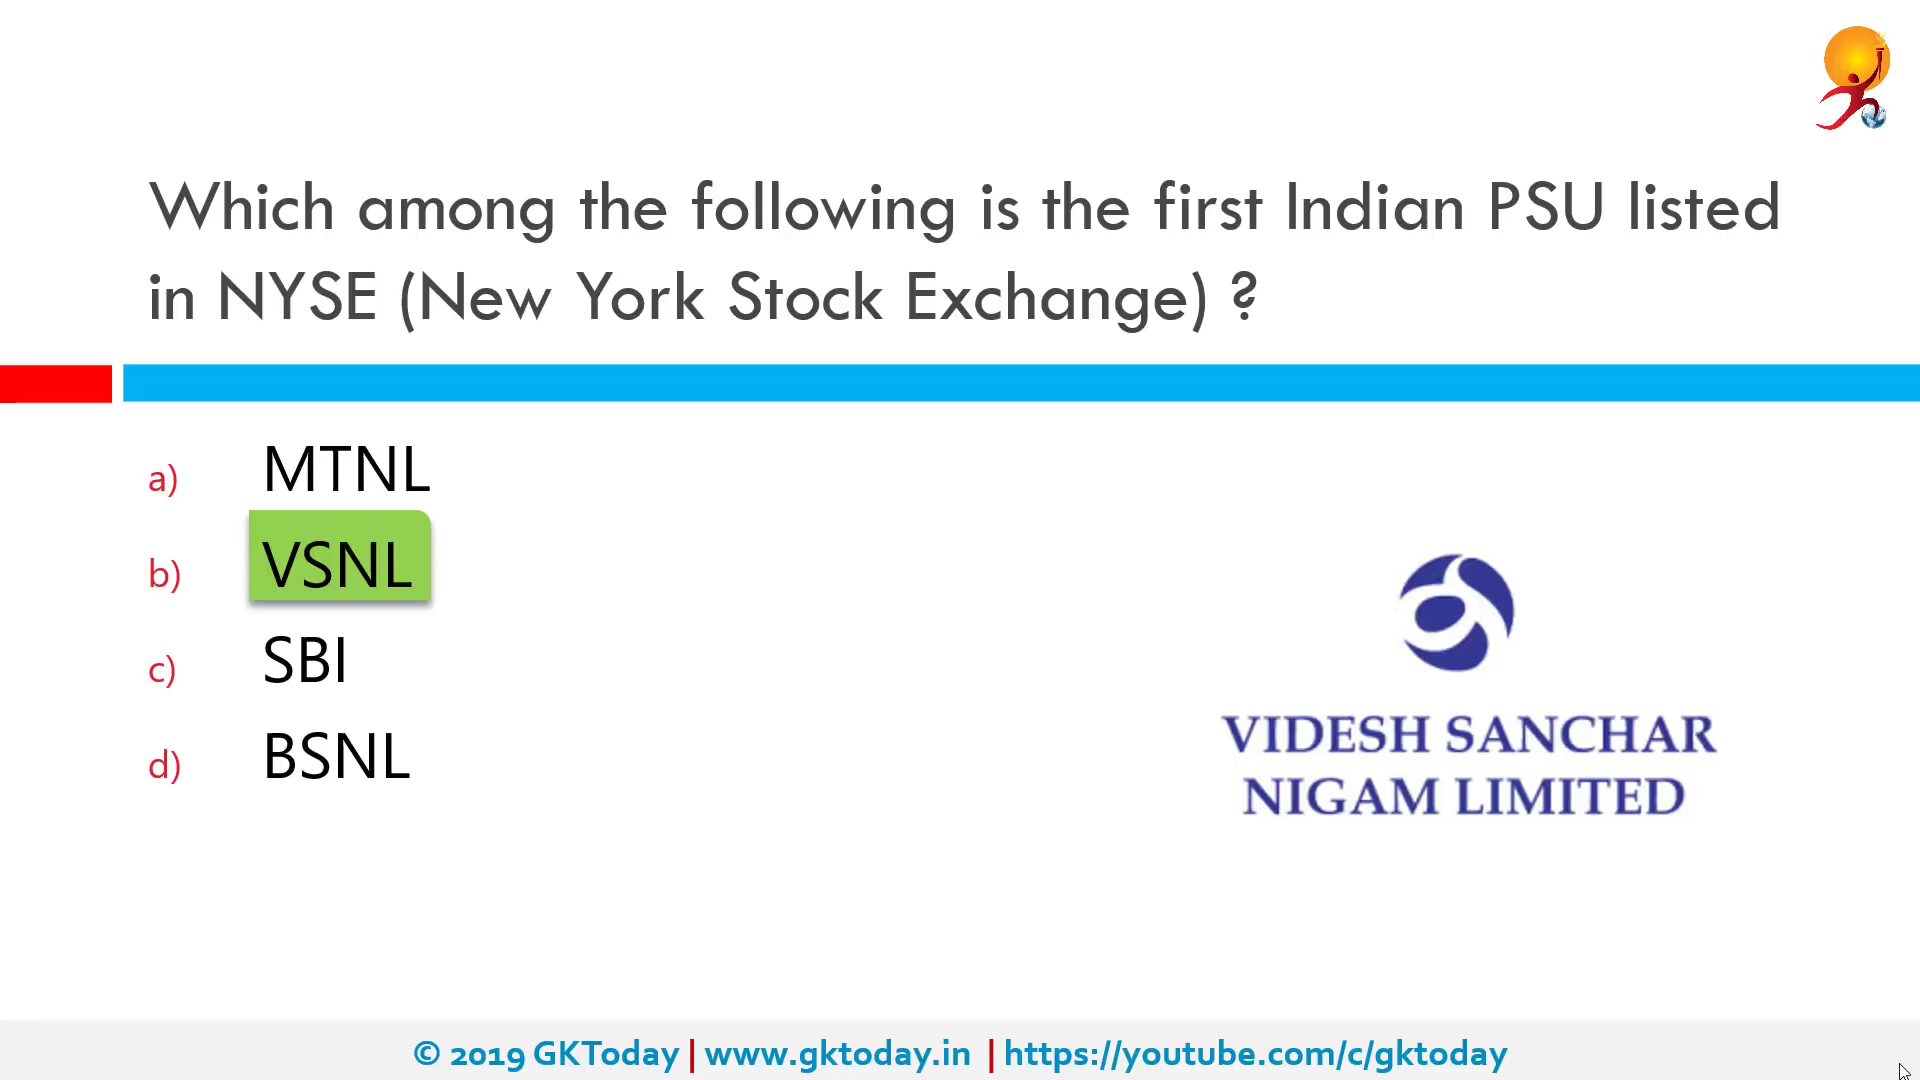 Which among the following is the first Indian PSU listed
in NYSE (New York Stock Exchange) ?
a) MTNL
b) VSNL
c) SBI
d) BSNL
VIDESH SANCHAR
NIGAM LIMITED
© 2019 GKToday | www.gktoday.in | https://youtube.com/c/gktoday